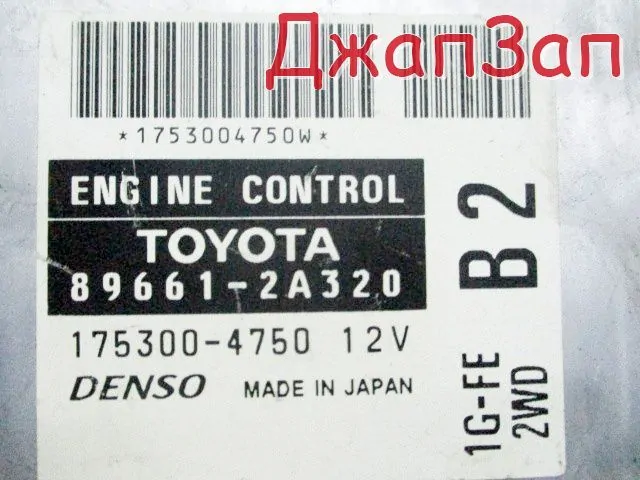 ДжапЗап
*1753004750W*
ENGINE CONTROL
TOYOTA
89661-2A320
175300-4750 12V
DENSO MADE IN JAPAN
B2
1G-FE
2WD